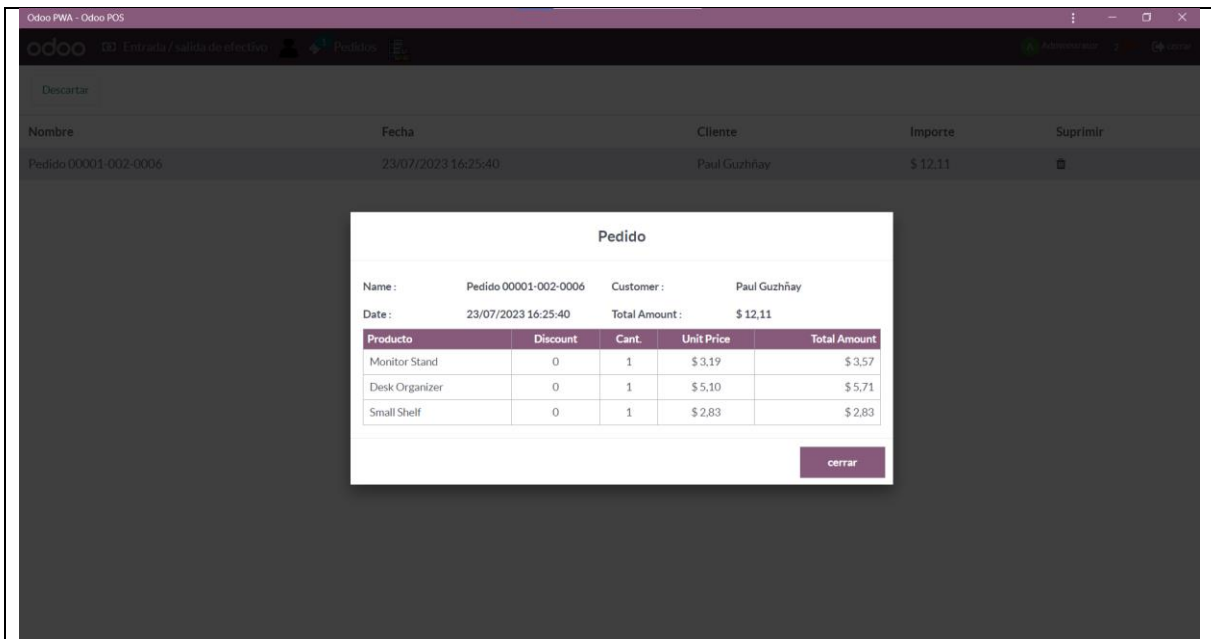 Odoo PWA - Odoo POS
odoo Entrada / salida de efectivo 1 Pedidos A Administrator 2 cerrar
Descartar
Nombre Fecha Cliente Importe Suprimir
Pedido 00001-002-0006 23/07/2023 16:25:40 Paul Guzhñay $ 12,11
Pedido
Name : Pedido 00001-002-0006 Customer : Paul Guzhñay
Date : 23/07/2023 16:25:40 Total Amount : $ 12,11
Producto Discount Cant. Unit Price Total Amount
Monitor Stand 0 1 $ 3,19 $ 3,57
Desk Organizer 0 1 $ 5,10 $ 5,71
Small Shelf 0 1 $ 2,83 $ 2,83
cerrar